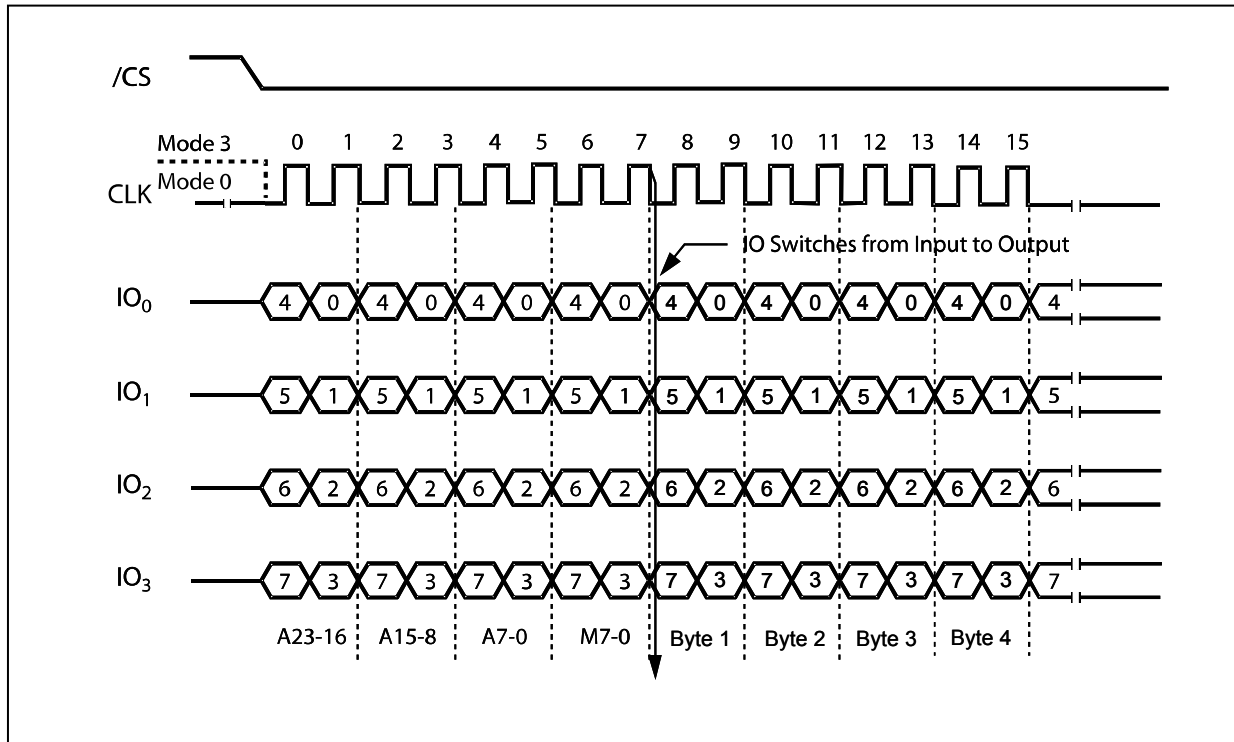 /CS
Mode 3 0 1 2 3 4 5 6 7 8 9 10 11 12 13 14 15
Mode 0
CLK
IO Switches from Input to Output
IO0 4 0 4 0 4 0 4 0 4 0 4 0 4 0 4 0 4
IO1 5 1 5 1 5 1 5 1 5 1 5 1 5 1 5 1 5
IO2 6 2 6 2 6 2 6 2 6 2 6 2 6 2 6 2 6
IO3 7 3 7 3 7 3 7 3 7 3 7 3 7 3 7 3 7
A23-16 A15-8 A7-0 M7-0 Byte 1 Byte 2 Byte 3 Byte 4